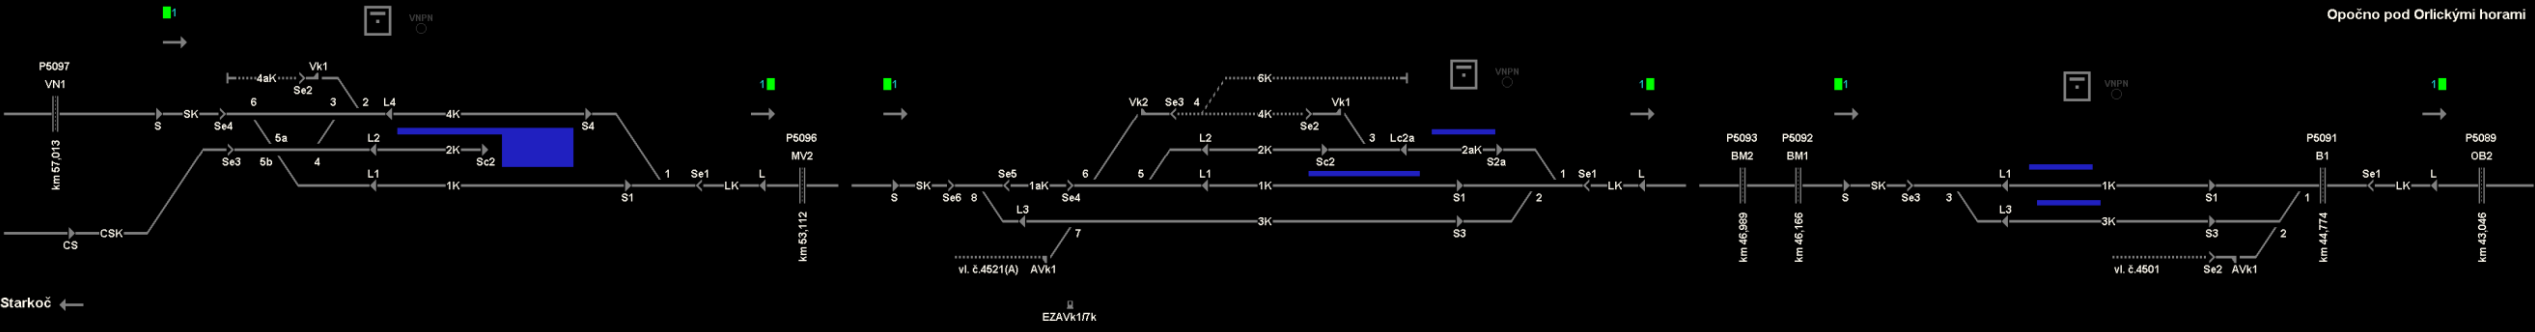 Opočno pod Orlickými horami
1
VNPN
P5097
VN1
km 57,013
S
SK
Se4
6
4aK
Se2
Vk1
3
2
L4
4K
S4
5a
L2
2K
Sc2
Se3
5b
4
L1
1K
S1
1
Se1
LK
L
CS
CSK
1
P5096
MV2
km 53,112
Starkoč
1
S
SK
Se6
8
Se5
1aK
Se4
6
5
6K
Vk2
Se3
4
4K
Se2
Vk1
3
L2
2K
Sc2
Lc2a
2aK
S2a
L1
1K
S1
1
2
Se1
LK
L
L3
3K
S3
7
vl. č.4521(A)
AVk1
EZAVk1/7k
VNPN
1
P5093
BM2
km 46,989
P5092
BM1
km 46,166
1
S
SK
Se3
3
L1
1K
S1
L3
3K
S3
1
2
vl. č.4501
Se2
AVk1
VNPN
P5091
B1
km 44,774
Se1
LK
L
1
P5089
OB2
km 43,046